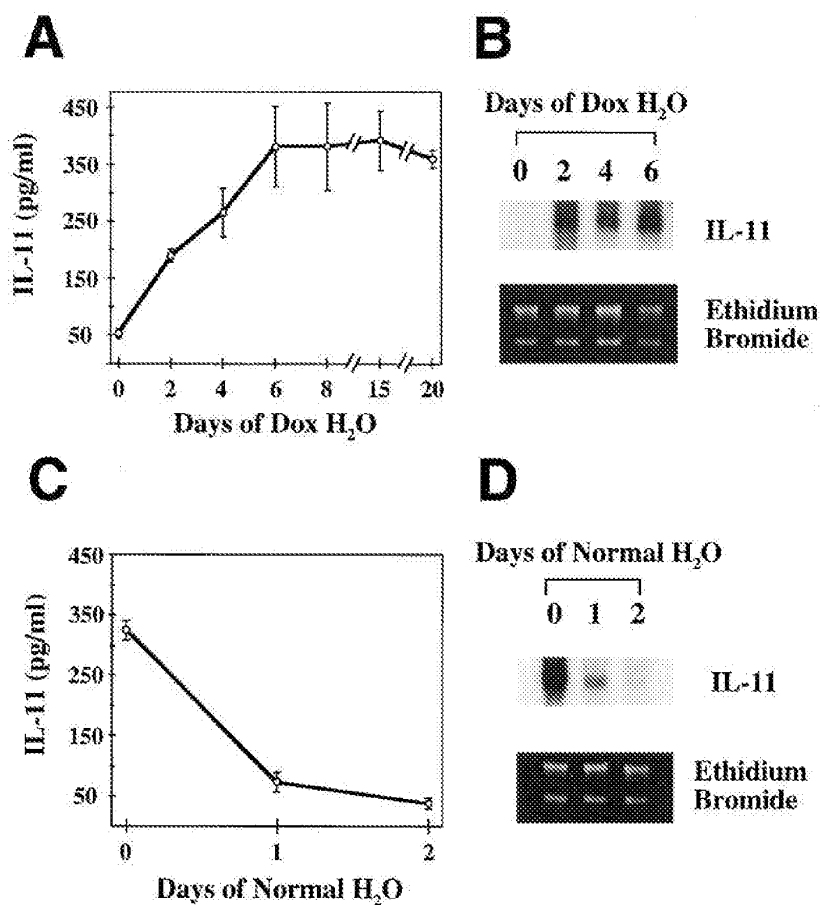 A
IL-11 (pg/ml)
450
350
250
150
50
0 2 4 6 8 15 20
Days of Dox H₂O
B
Days of Dox H₂O
0 2 4 6
IL-11
Ethidium
Bromide
C
IL-11 (pg/ml)
450
350
250
150
50
0 1 2
Days of Normal H₂O
D
Days of Normal H₂O
0 1 2
IL-11
Ethidium
Bromide